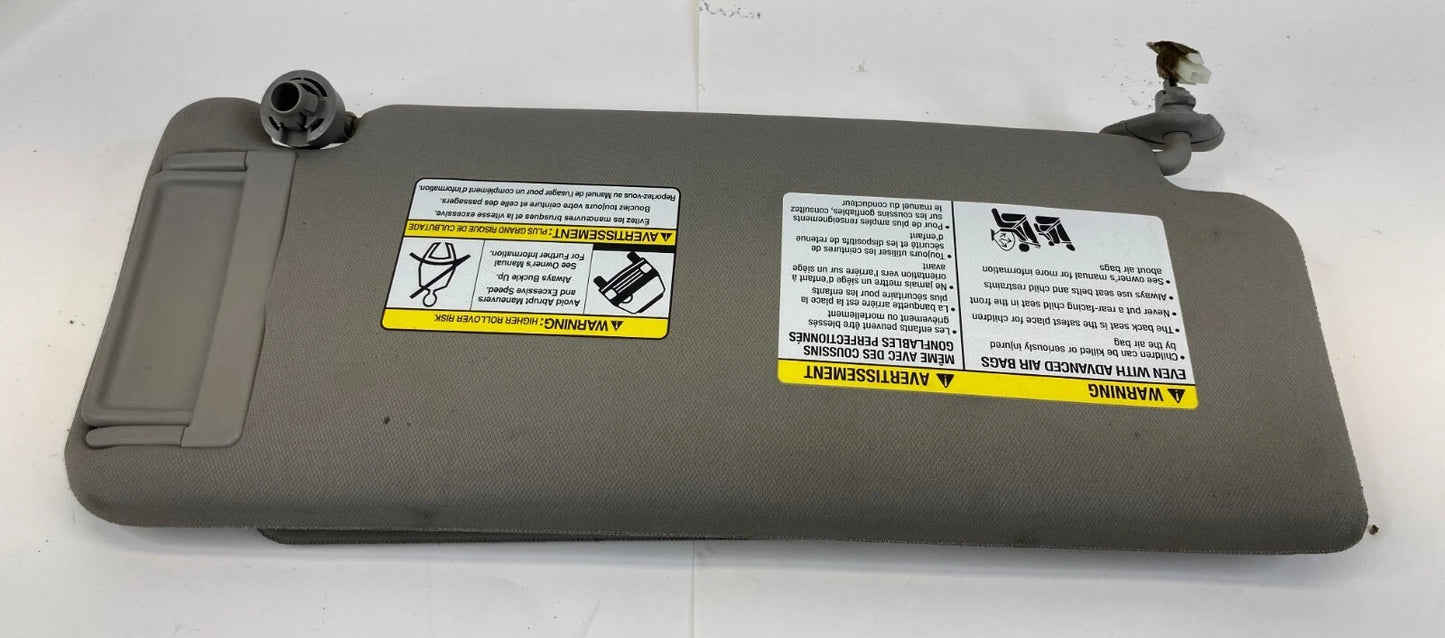 WARNING: HIGHER ROLLOVER RISK
Avoid Abrupt Maneuvers
and Excessive Speed.
Always Buckle Up.
See Owner's Manual
For Further Information.
AVERTISSEMENT: PLUS GRAND RISQUE DE CULBUTAGE
Évitez les manoeuvres brusques et la vitesse excessive.
Bouclez toujours votre ceinture et celle des passagers.
Reportez-vous au Manuel de l'usager pour un complément d'information.
WARNING
EVEN WITH ADVANCED AIR BAGS
• Children can be killed or seriously injured
by the air bag
• The back seat is the safest place for children
• Never put a rear-facing child seat in the front
• Always use seat belts and child restraints
• See owner's manual for more information
about air bags
AVERTISSEMENT
MÊME AVEC DES COUSSINS
GONFLABLES PERFECTIONNÉS
• Les enfants peuvent être blessés
grièvement ou mortellement
• La banquette arrière est la place la
plus sécuritaire pour les enfants
• Ne jamais mettre un siège d'enfant à
orientation vers l'arrière sur un siège
avant
• Toujours utiliser les ceintures de
sécurité et les dispositifs de retenue
d'enfant
• Pour de plus amples renseignements
sur les coussins gonflables, consultez
le manuel du conducteur